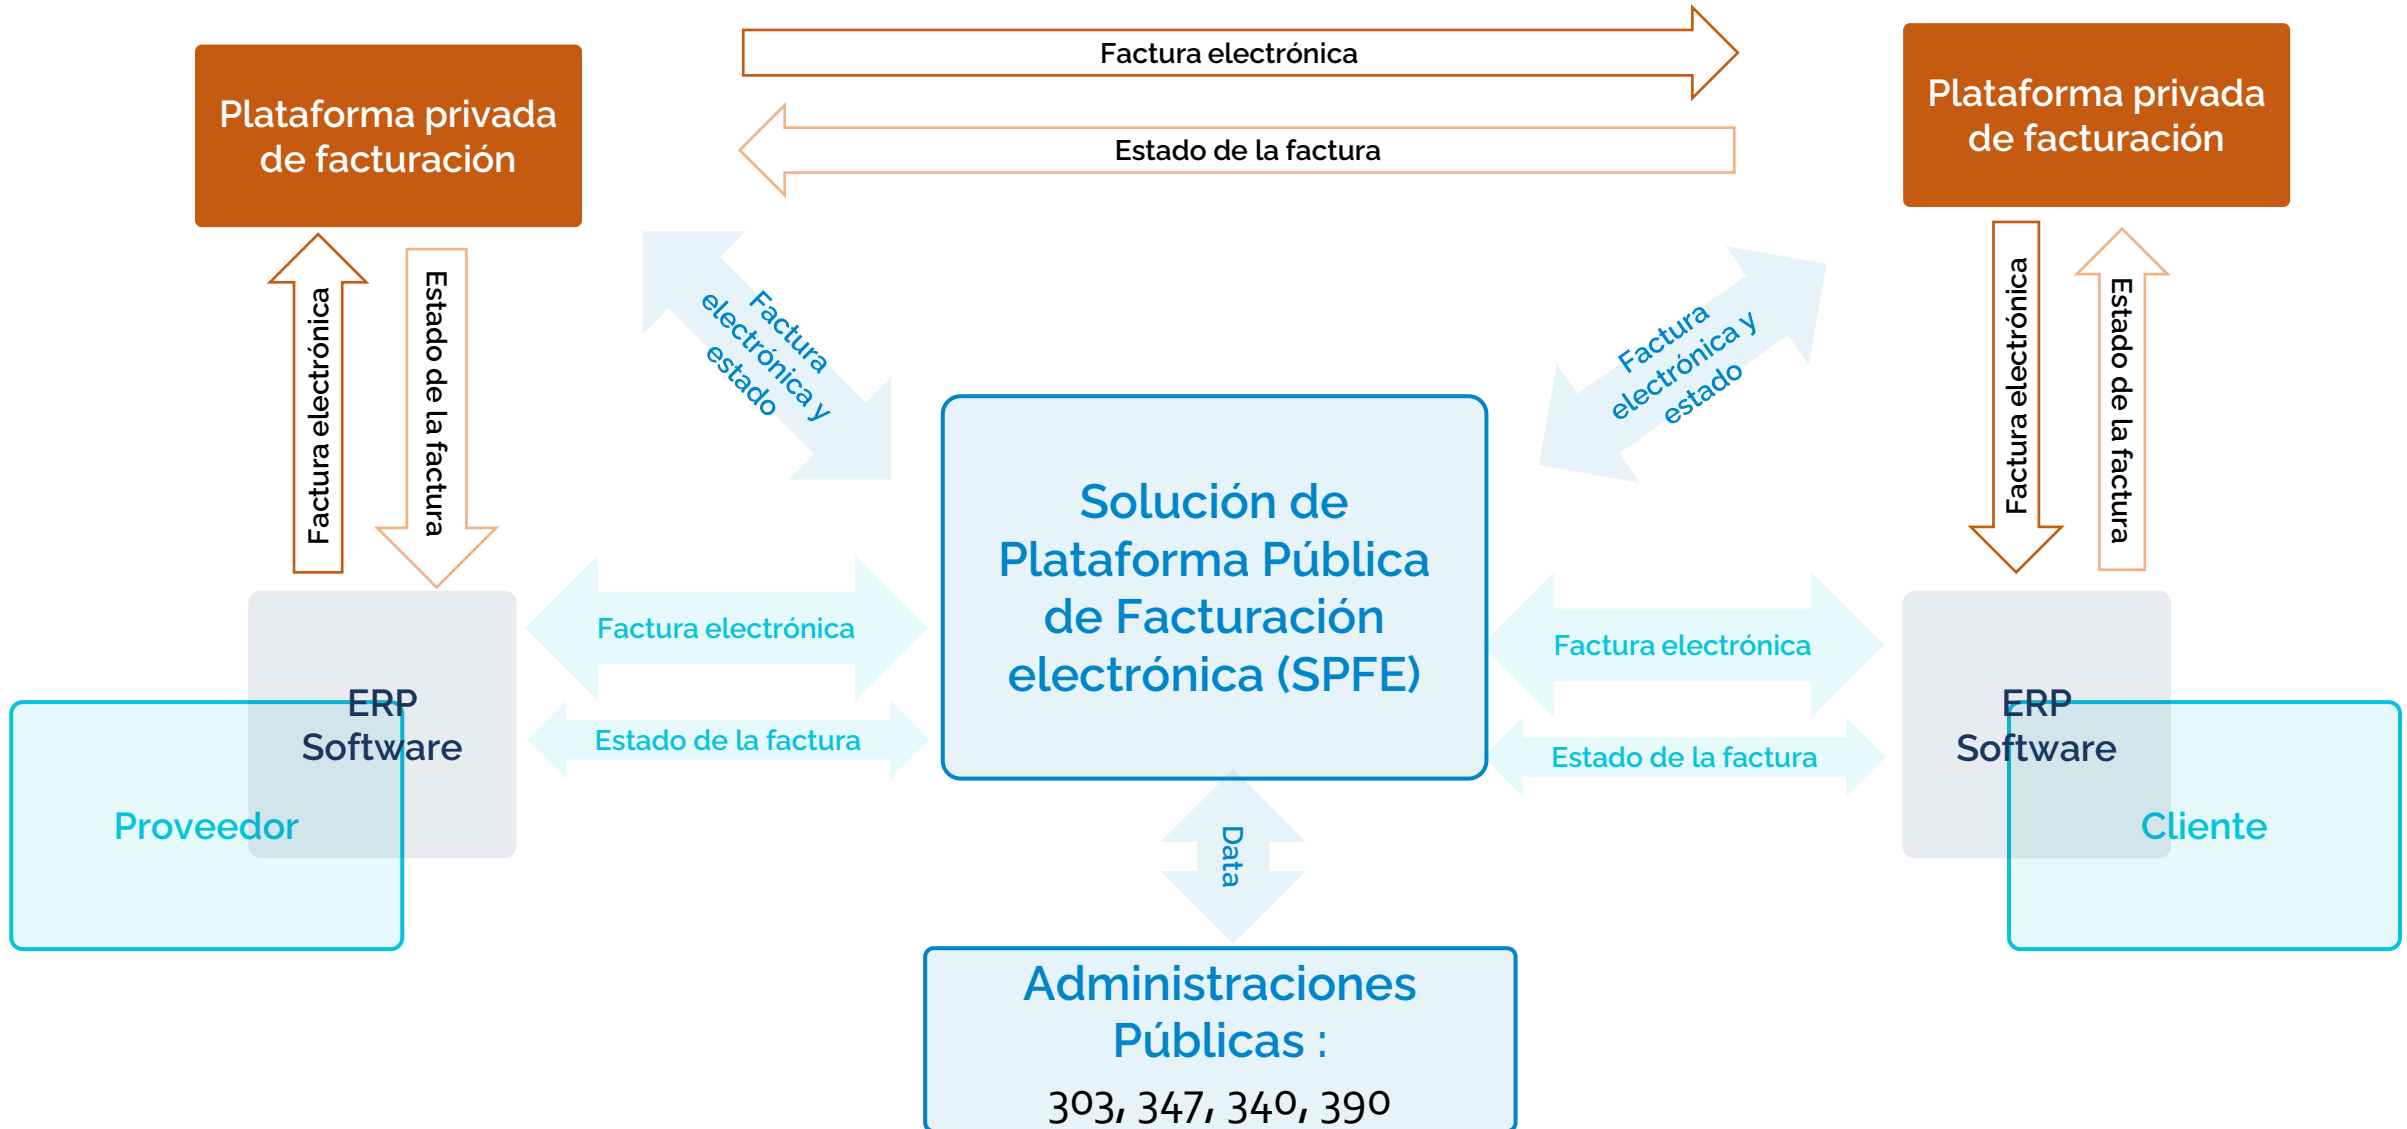 Factura electrónica
Estado de la factura
Plataforma privada
de facturación
Plataforma privada
de facturación
Factura electrónica
Estado de la factura
Factura
electrónica y
estado
Factura
electrónica y
estado
Factura electrónica
Estado de la factura
Solución de
Plataforma Pública
de Facturación
electrónica (SPFE)
Factura electrónica
Estado de la factura
Factura electrónica
Estado de la factura
ERP
Software
Proveedor
ERP
Software
Cliente
Data
Administraciones
Públicas :
303, 347, 340, 390